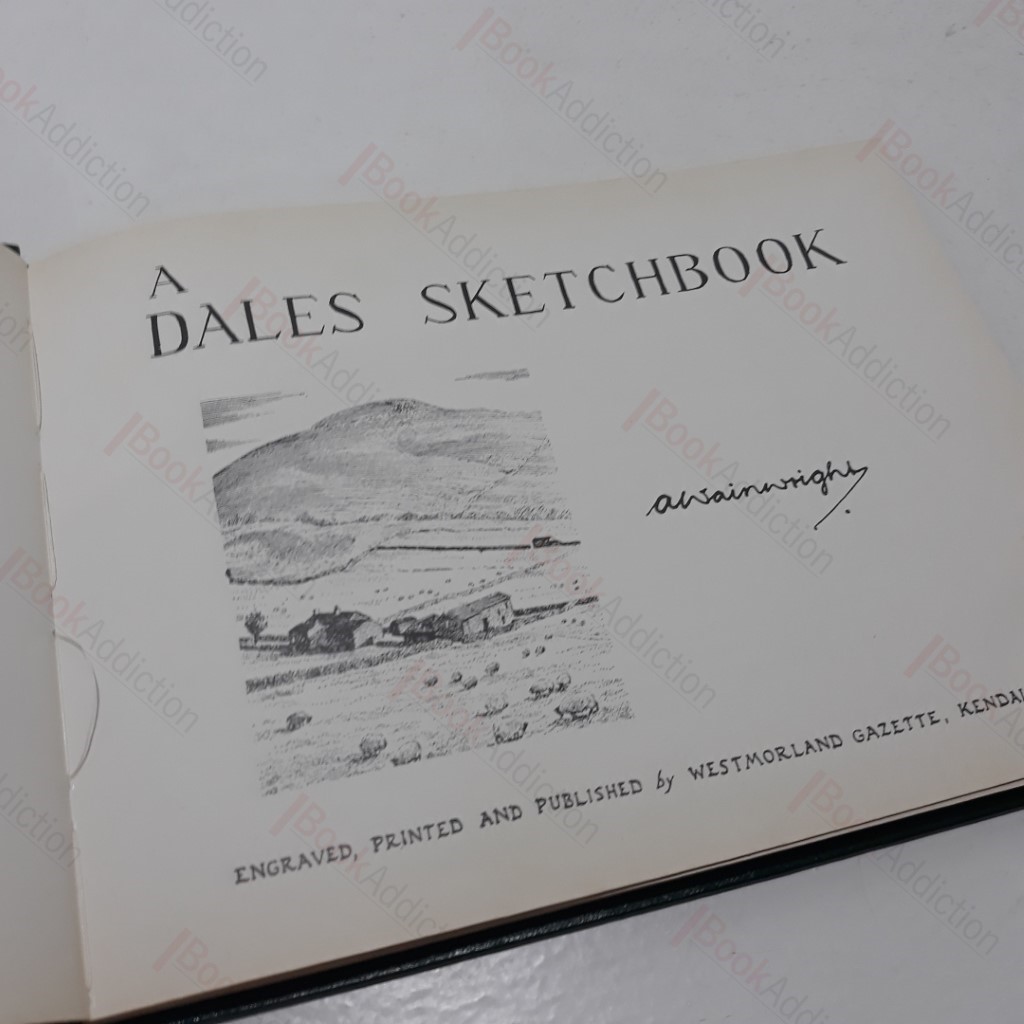 A
DALES SKETCHBOOK
aWainwright
ENGRAVED, PRINTED AND PUBLISHED by WESTMORLAND GAZETTE, KENDAL
BookAddiction